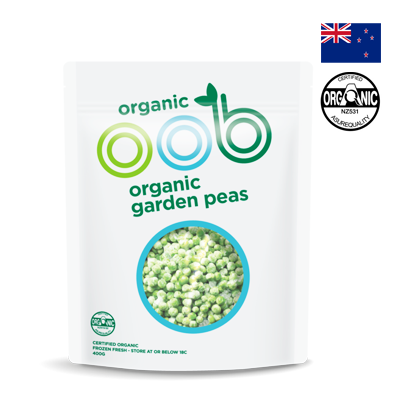 CERTIFIED
ORGANIC
NZ531
ASUREQUALITY
organic
oob
organic
garden peas
ORGANIC
CERTIFIED ORGANIC
FROZEN FRESH - STORE AT OR BELOW 18C
400G